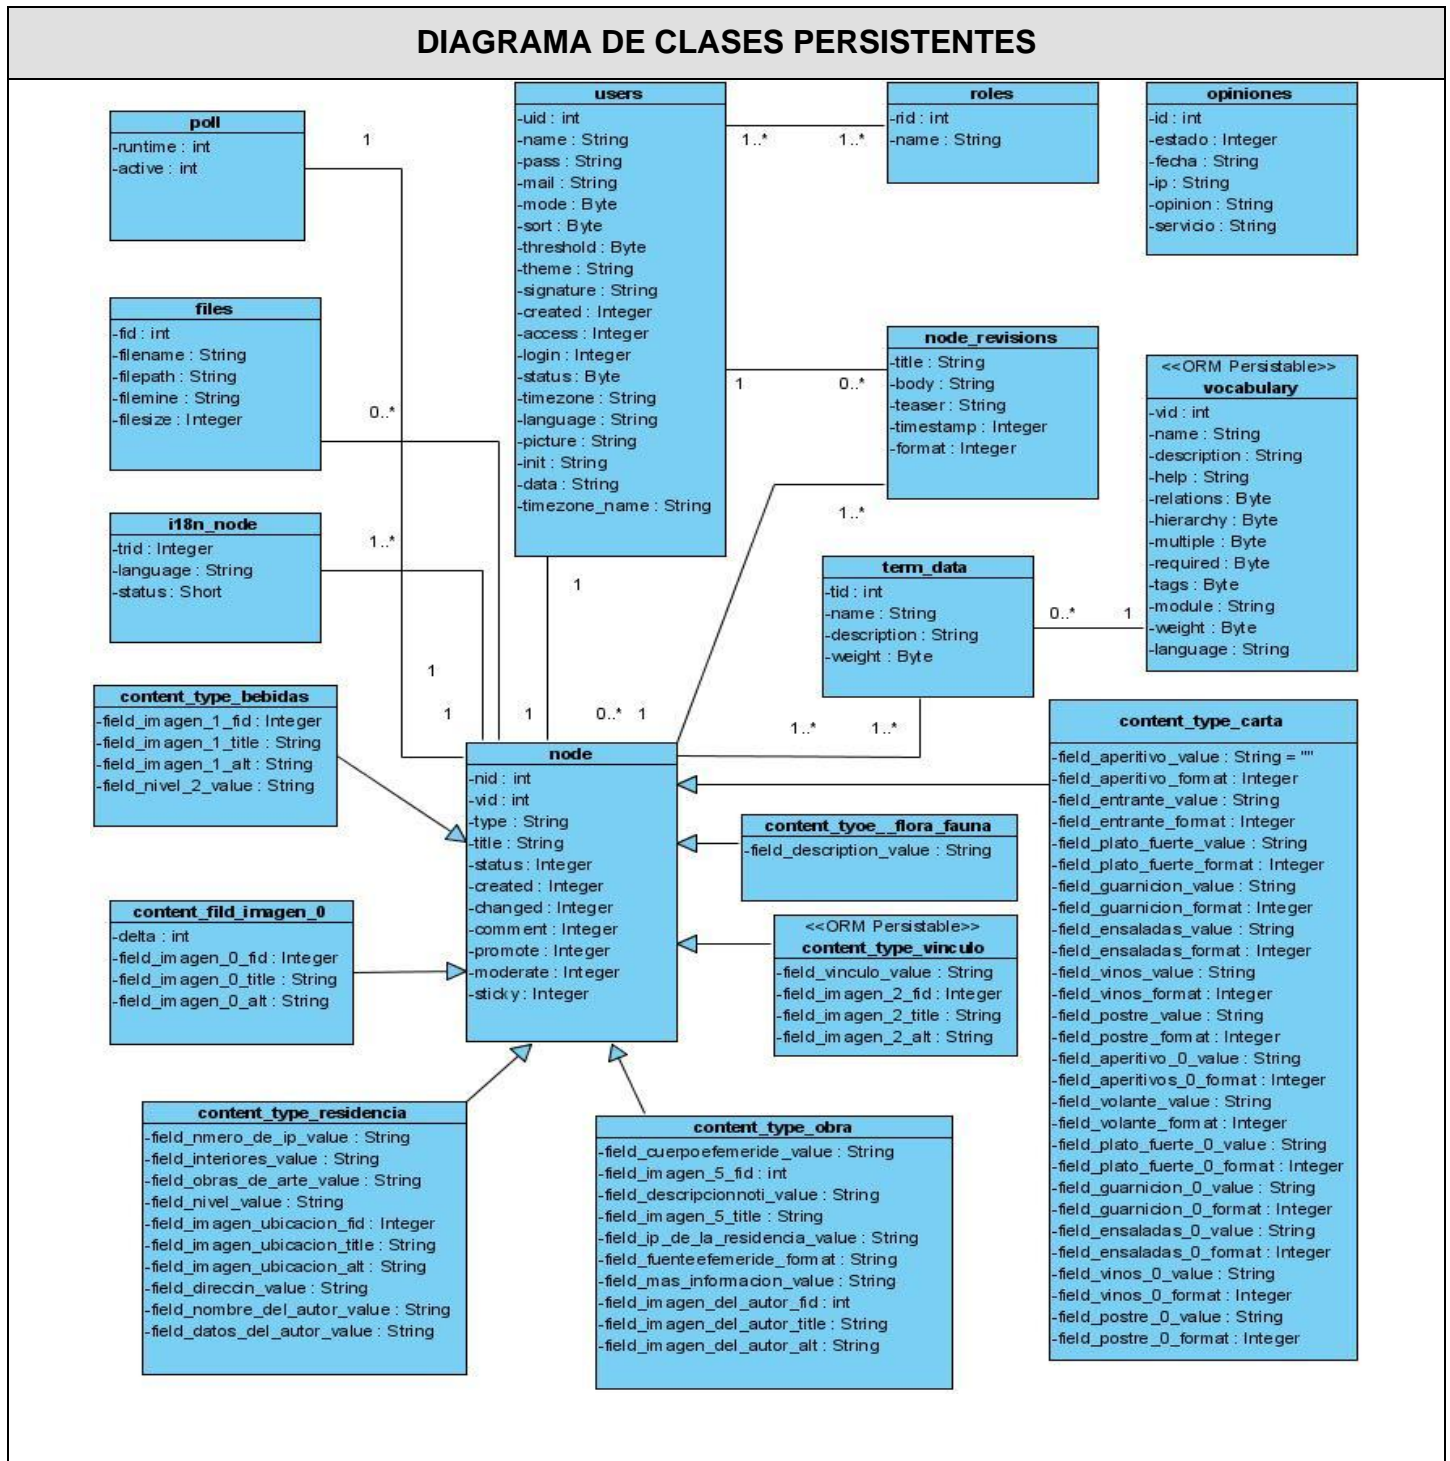 DIAGRAMA DE CLASES PERSISTENTES
poll
-runtime : int
-active : int
1
users
-uid : int
-name : String
-pass : String
-mail : String
-mode : Byte
-sort : Byte
-threshold : Byte
-theme : String
-signature : String
-created : Integer
-access : Integer
-login : Integer
-status : Byte
-timezone : String
-language : String
-picture : String
-init : String
-data : String
-timezone_name : String
1..*
1..*
roles
-rid : int
-name : String
opiniones
-id : int
-estado : Integer
-fecha : String
-ip : String
-opinion : String
-servicio : String
files
-fid : int
-filename : String
-filepath : String
-filemine : String
-filesize : Integer
0..*
1
0..*
node_revisions
-title : String
-body : String
-teaser : String
-timestamp : Integer
-format : Integer
1..*
<<ORM Persistable>>
vocabulary
-vid : int
-name : String
-description : String
-help : String
-relations : Byte
-hierarchy : Byte
-multiple : Byte
-required : Byte
-tags : Byte
-module : String
-weight : Byte
-language : String
i18n_node
-trid : Integer
-language : String
-status : Short
1..*
1
term_data
-tid : int
-name : String
-description : String
-weight : Byte
0..*
1
1
1
1
0..*
1
1..*
1..*
content_type_bebidas
-field_imagen_1_fid : Integer
-field_imagen_1_title : String
-field_imagen_1_alt : String
-field_nivel_2_value : String
node
-nid : int
-vid : int
-type : String
-title : String
-status : Integer
-created : Integer
-changed : Integer
-comment : Integer
-promote : Integer
-moderate : Integer
-sticky : Integer
content_tyoe__flora_fauna
-field_description_value : String
content_type_carta
-field_aperitivo_value : String = ""
-field_aperitivo_format : Integer
-field_entrante_value : String
-field_entrante_format : Integer
-field_plato_fuerte_value : String
-field_plato_fuerte_format : Integer
-field_guarnicion_value : String
-field_guarnicion_format : Integer
-field_ensaladas_value : String
-field_ensaladas_format : Integer
-field_vinos_value : String
-field_vinos_format : Integer
-field_postre_value : String
-field_postre_format : Integer
-field_aperitivo_0_value : String
-field_aperitivos_0_format : Integer
-field_volante_value : String
-field_volante_format : Integer
-field_plato_fuerte_0_value : String
-field_plato_fuerte_0_format : Integer
-field_guarnicion_0_value : String
-field_guarnicion_0_format : Integer
-field_ensaladas_0_value : String
-field_ensaladas_0_format : Integer
-field_vinos_0_value : String
-field_vinos_0_format : Integer
-field_postre_0_value : String
-field_postre_0_format : Integer
content_fild_imagen_0
-delta : int
-field_imagen_0_fid : Integer
-field_imagen_0_title : String
-field_imagen_0_alt : String
<<ORM Persistable>>
content_type_vinculo
-field_vinculo_value : String
-field_imagen_2_fid : Integer
-field_imagen_2_title : String
-field_imagen_2_alt : String
content_type_residencia
-field_nmero_de_ip_value : String
-field_interiores_value : String
-field_obras_de_arte_value : String
-field_nivel_value : String
-field_imagen_ubicacion_fid : Integer
-field_imagen_ubicacion_title : String
-field_imagen_ubicacion_alt : String
-field_direccin_value : String
-field_nombre_del_autor_value : String
-field_datos_del_autor_value : String
content_type_obra
-field_cuerpoefemeride_value : String
-field_imagen_5_fid : int
-field_descripcionnoti_value : String
-field_imagen_5_title : String
-field_ip_de_la_residencia_value : String
-field_fuenteefemeride_format : String
-field_mas_informacion_value : String
-field_imagen_del_autor_fid : int
-field_imagen_del_autor_title : String
-field_imagen_del_autor_alt : String